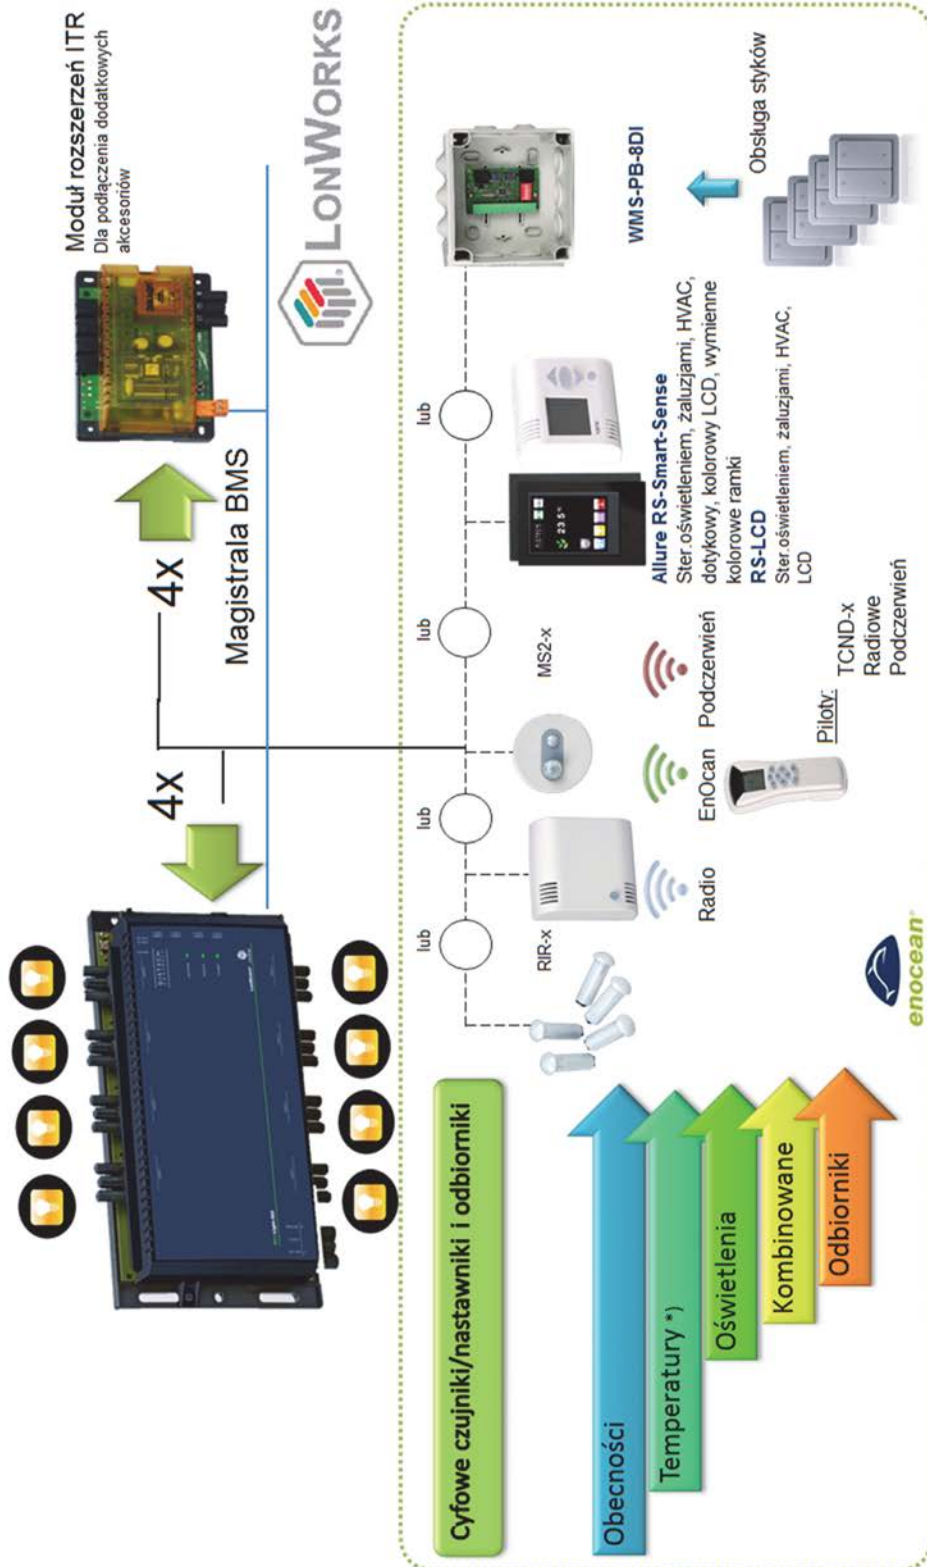 Moduł rozszerzeń ITR
Dla podłączenia dodatkowych
akcesoriów
4x
4x
Magistrala BMS
LONWORKS
Cyfowe czujniki/nastawniki i odbiorniki
lub
lub
lub
lub
RIR-x
MS2-x
Radio
EnOcan
Podczerwień
Piloty:
TCND-x
Radiowe
Podczerwień
Allure RS-Smart-Sense
Ster.oświetleniem, żaluzjami, HVAC,
dotykowy, kolorowy LCD, wymienne
kolorowe ramki
RS-LCD
Ster.oświetleniem, żaluzjami, HVAC,
LCD
WMS-PB-8DI
Obsługa styków
Obecności
Temperatury *)
Oświetlenia
Kombinowane
Odbiorniki
enocean®